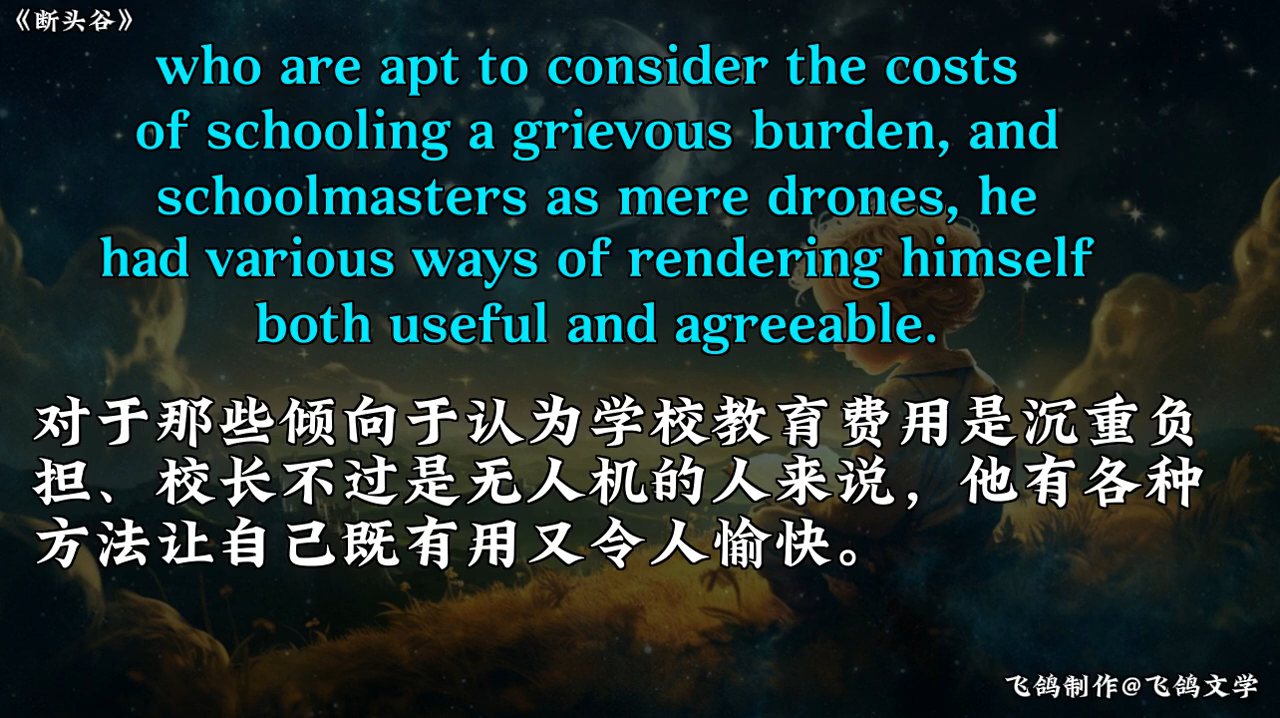 《断头谷》
who are apt to consider the costs
of schooling a grievous burden, and
schoolmasters as mere drones, he
had various ways of rendering himself
both useful and agreeable.
对于那些倾向于认为学校教育费用是沉重负
担、校长不过是无人机的人来说，他有各种
方法让自己既有用又令人愉快。
飞鸽制作@飞鸽文学